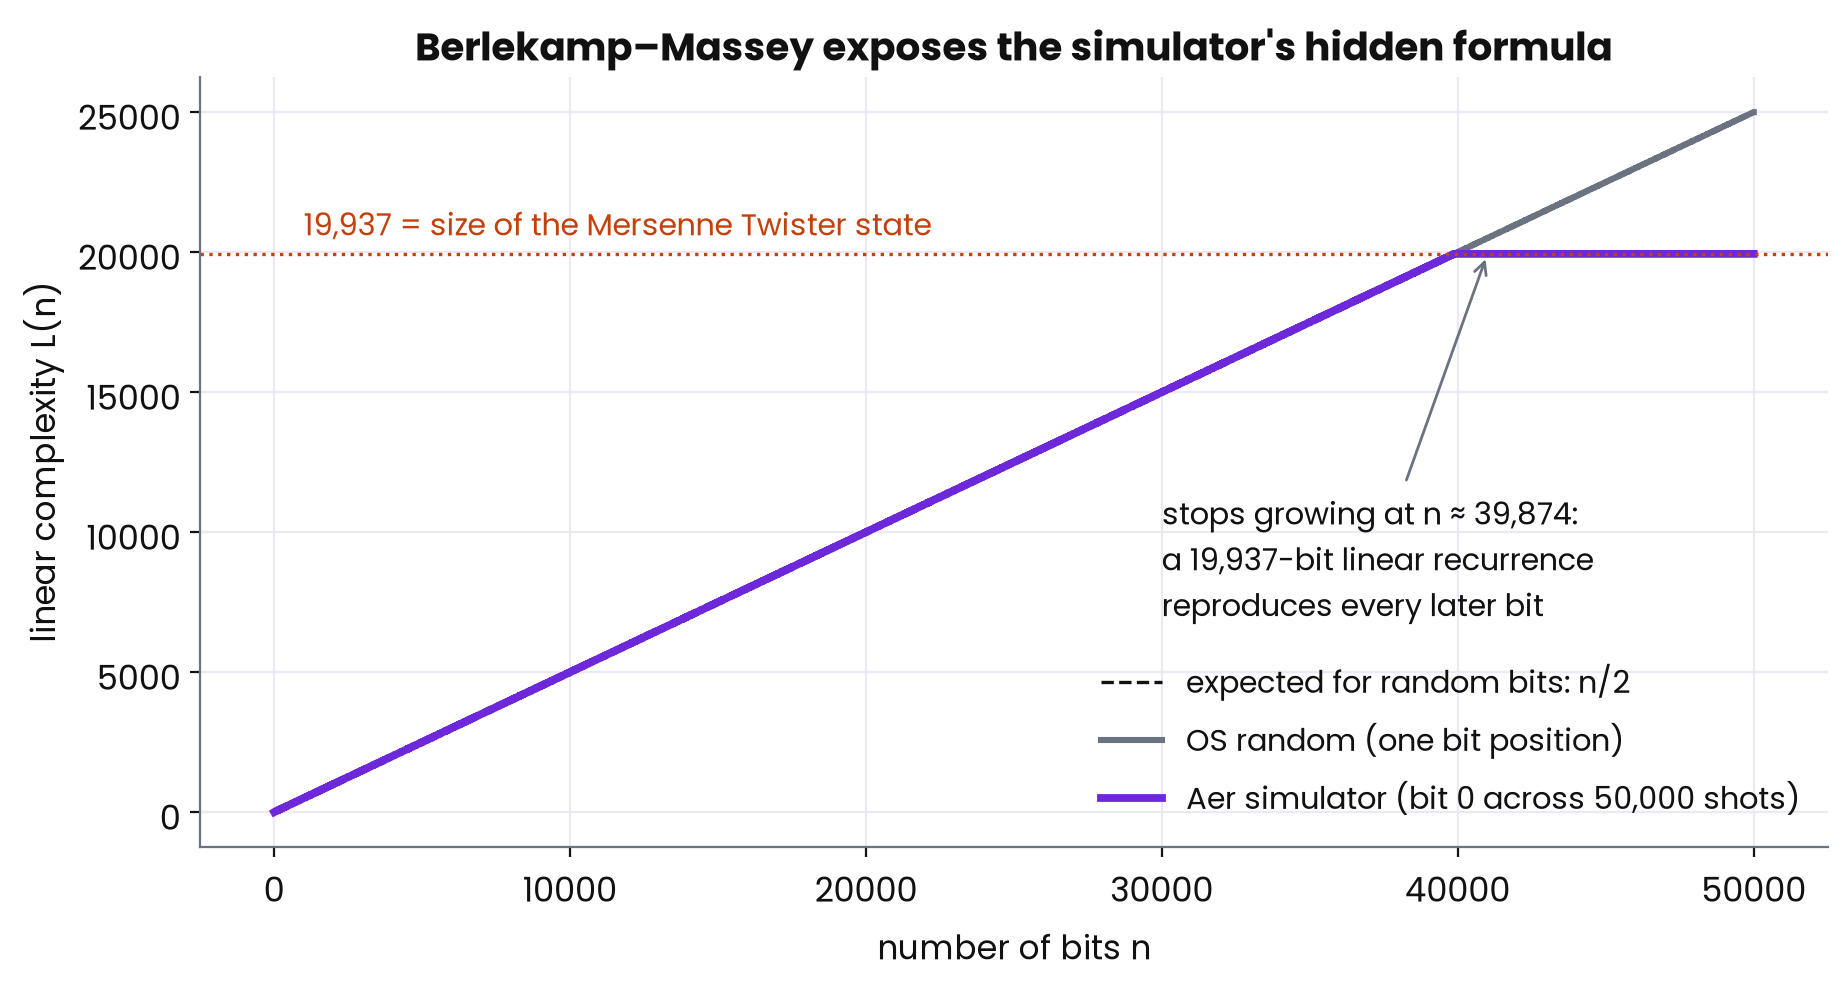 Berlekamp–Massey exposes the simulator's hidden formula
linear complexity L(n)
25000
20000
15000
10000
5000
0
19,937 = size of the Mersenne Twister state
stops growing at n ≈ 39,874:
a 19,937-bit linear recurrence
reproduces every later bit
expected for random bits: n/2
OS random (one bit position)
Aer simulator (bit 0 across 50,000 shots)
0
10000
20000
30000
40000
50000
number of bits n